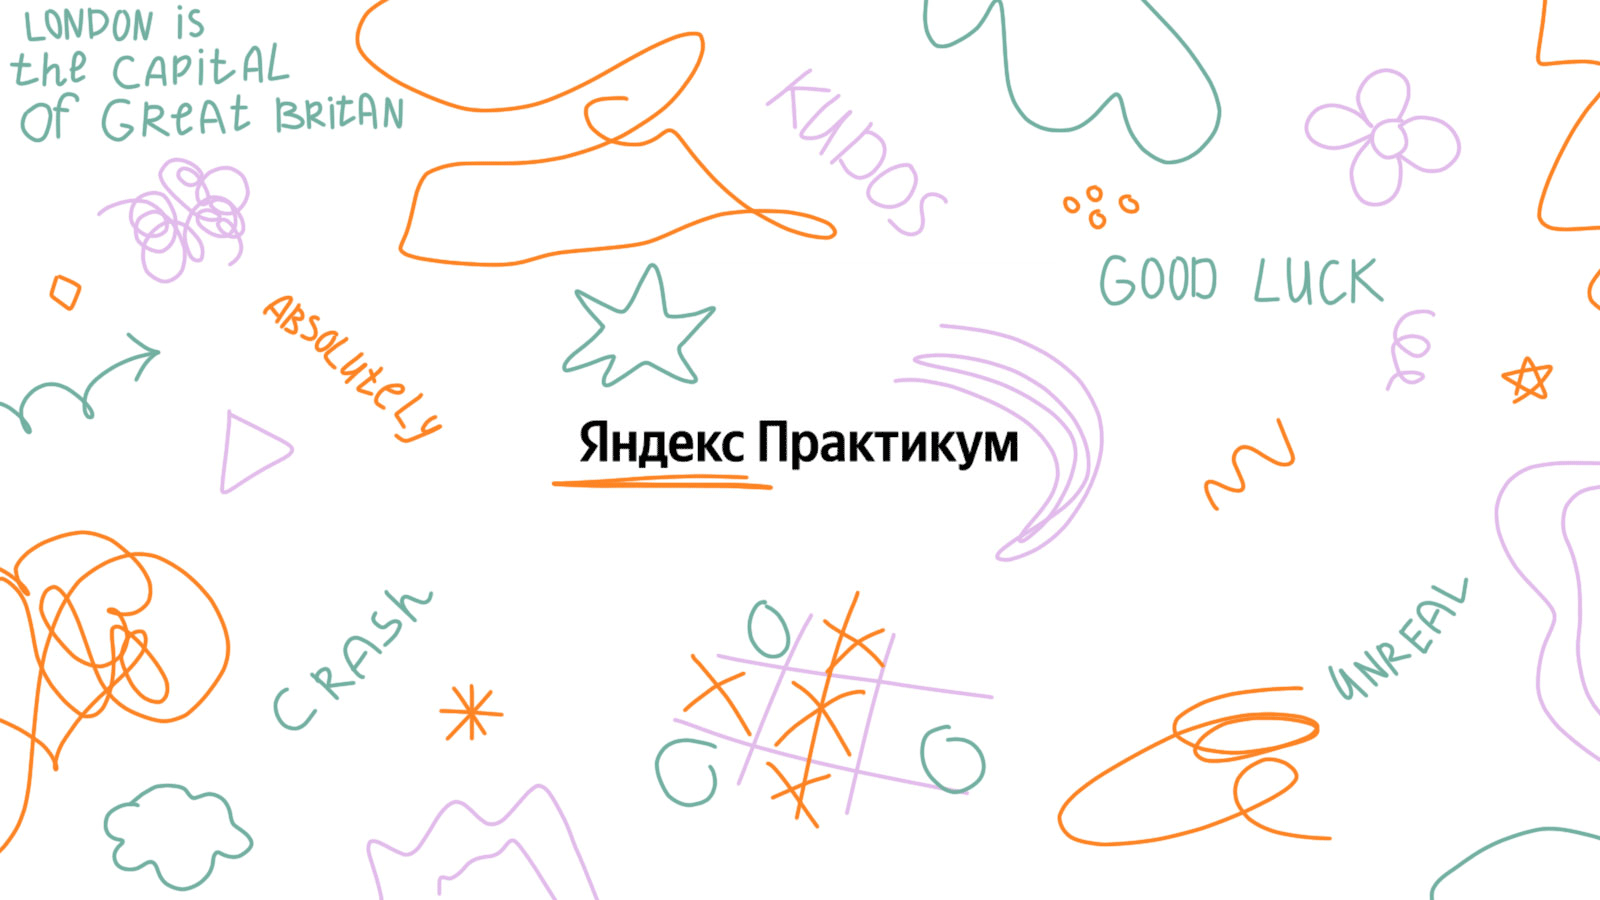 LONDON is
the CAPitAL
Of GReAt BRitAN
KUDOS
GOOD LUCK
ABSOLUteLy
Яндекс Практикум
CRASh
UNREAL